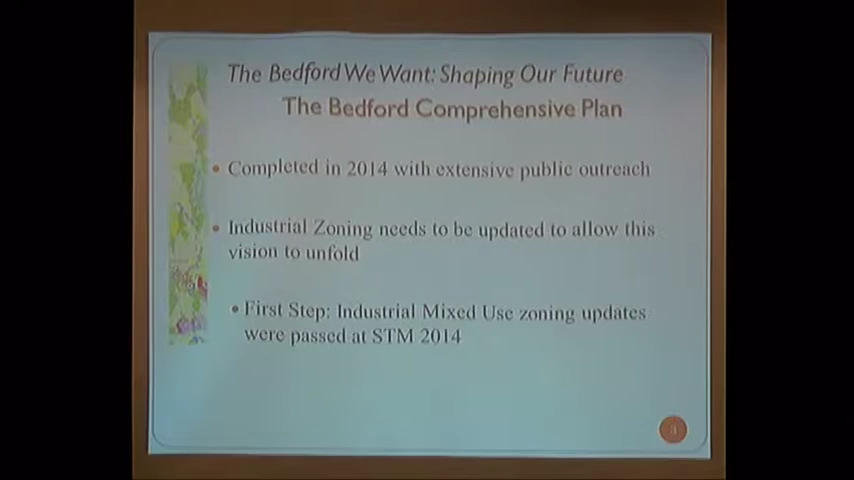 The Bedford We Want: Shaping Our Future
The Bedford Comprehensive Plan
• Completed in 2014 with extensive public outreach
• Industrial Zoning needs to be updated to allow this
vision to unfold
• First Step: Industrial Mixed Use zoning updates
were passed at STM 2014